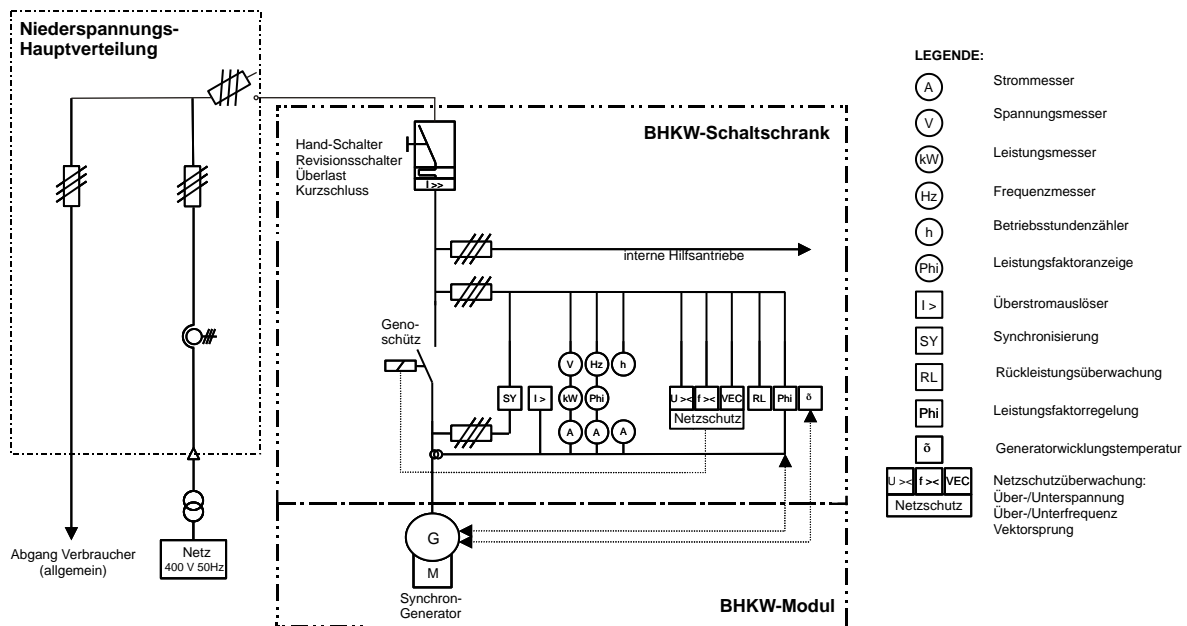 Niederspannungs-
Hauptverteilung
BHKW-Schaltschrank
Hand-Schalter
Revisionsschalter
Überlast
Kurzschluss
I >>
interne Hilfsantriebe
Geno-
schütz
V
Hz
h
SY
I >
kW
Phi
U ><
f ><
VEC
RL
Phi
õ
Netzschutz
A
A
A
G
M
Synchron-
Generator
BHKW-Modul
Abgang Verbraucher
(allgemein)
Netz
400 V 50Hz
LEGENDE:
A Strommesser
V Spannungsmesser
kW Leistungsmesser
Hz Frequenzmesser
h Betriebsstundenzähler
Phi Leistungsfaktoranzeige
I > Überstromauslöser
SY Synchronisierung
RL Rückleistungsüberwachung
Phi Leistungsfaktorregelung
õ Generatorwicklungstemperatur
U >< f >< VEC Netzschutzüberwachung:
Netzschutz Über-/Unterspannung
Über-/Unterfrequenz
Vektorsprung